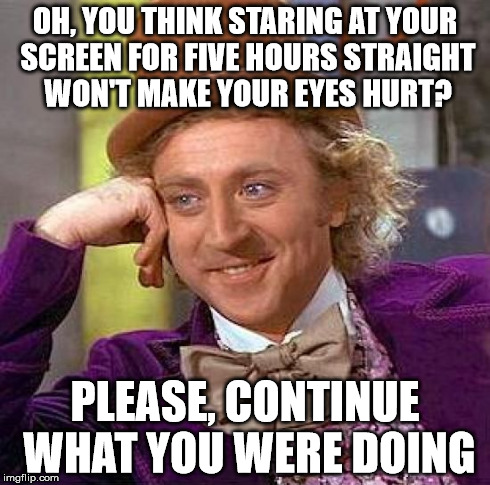 OH, YOU THINK STARING AT YOUR
SCREEN FOR FIVE HOURS STRAIGHT
WON'T MAKE YOUR EYES HURT?
PLEASE, CONTINUE
WHAT YOU WERE DOING
imgflip.com